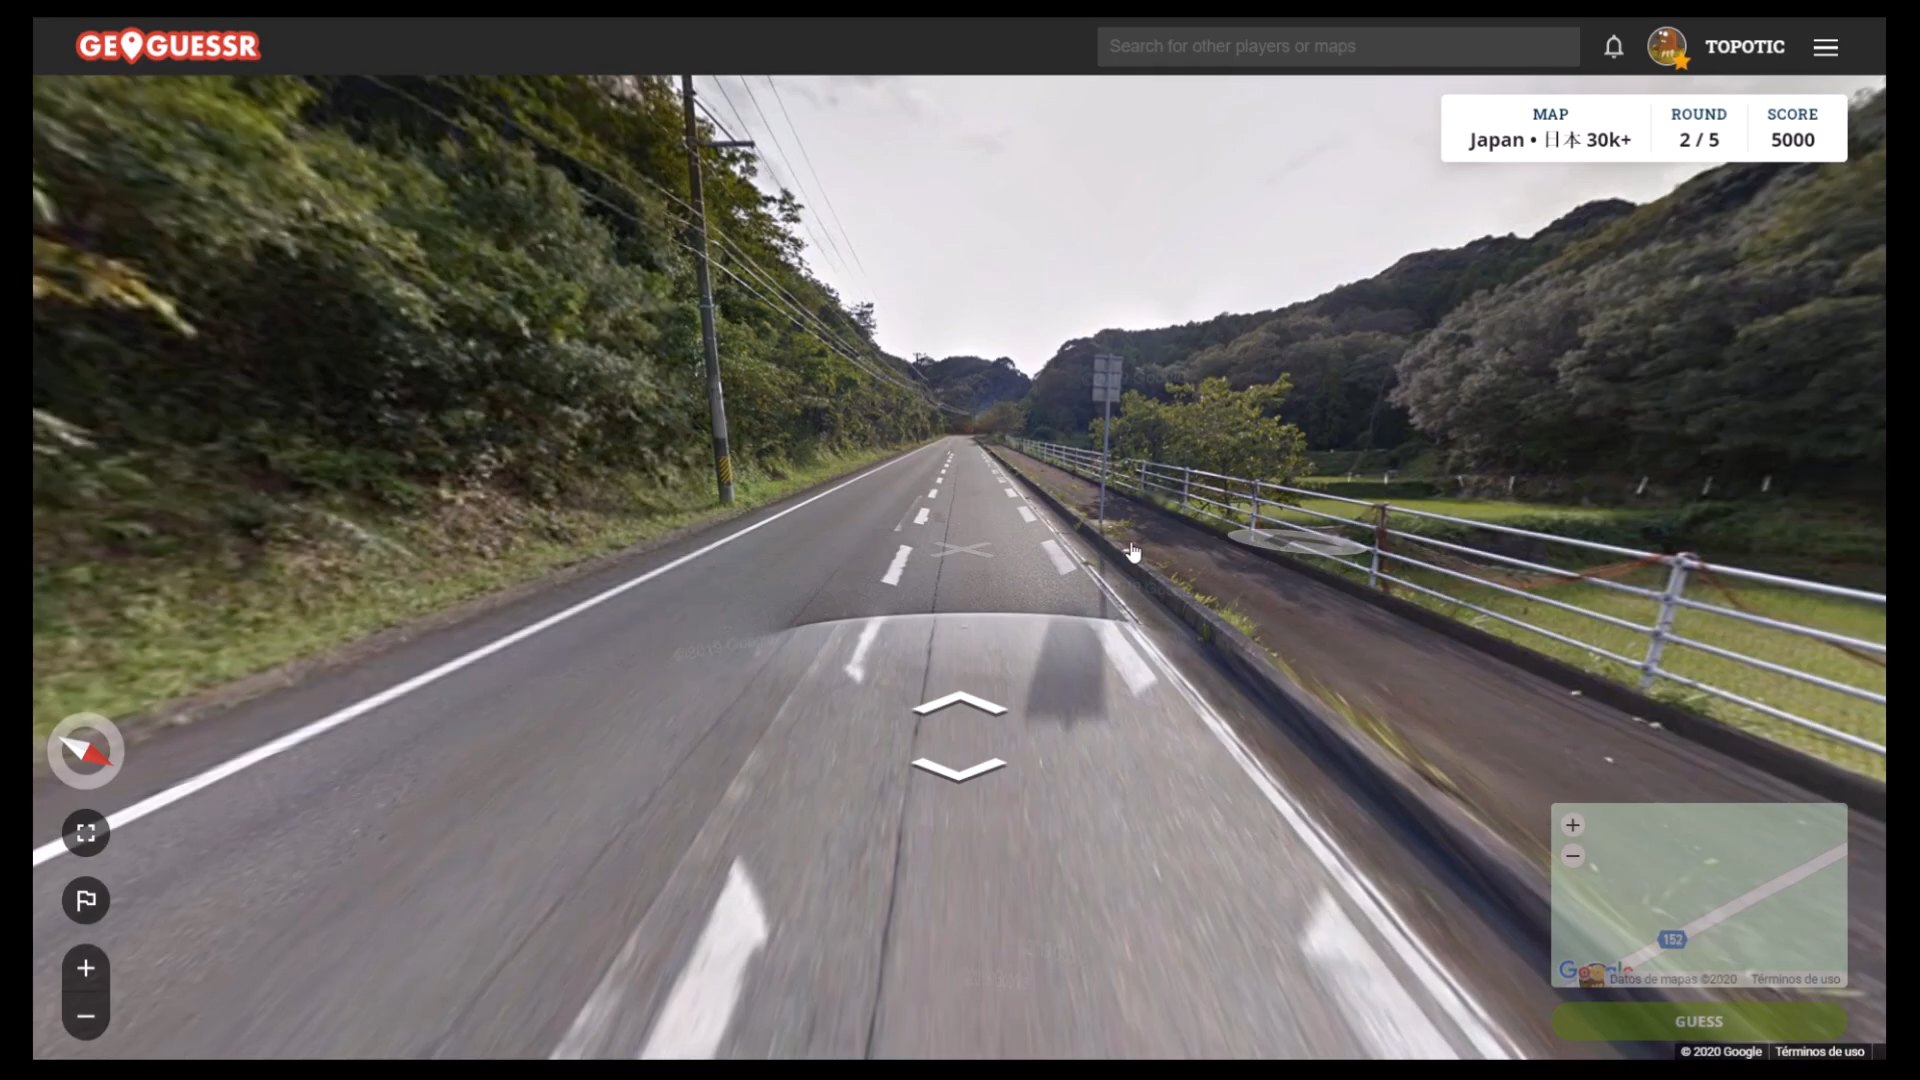 GEOGUESSR
Search for other players or maps
TOPOTIC
MAP
Japan • 日本 30k+
ROUND
2 / 5
SCORE
5000
152
Google
Datos de mapas ©2020
Términos de uso
GUESS
© 2020 Google
Términos de uso